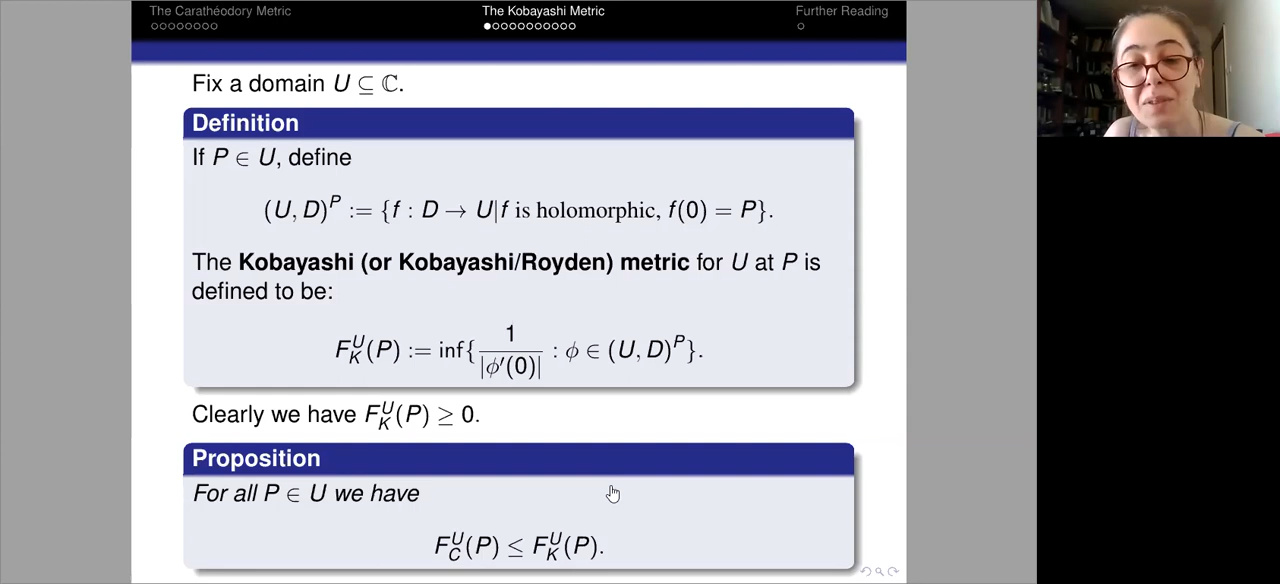 The Carathéodory Metric
The Kobayashi Metric
Further Reading
Fix a domain U ⊆ ℂ.
Definition
If P ∈ U, define
(U, D)^P := {f : D → U|f is holomorphic, f(0) = P}.
The Kobayashi (or Kobayashi/Royden) metric for U at P is
defined to be:
F_K^U(P) := inf{1/|ϕ′(0)| : ϕ ∈ (U, D)^P}.
Clearly we have F_K^U(P) ≥ 0.
Proposition
For all P ∈ U we have
F_C^U(P) ≤ F_K^U(P).